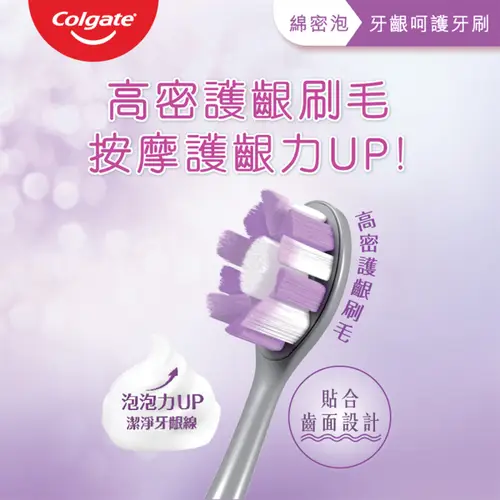 Colgate
綿密泡 牙齦呵護牙刷
高密護齦刷毛
按摩護齦力UP!
高密護齦刷毛
泡泡力UP
潔淨牙齦線
貼合
齒面設計